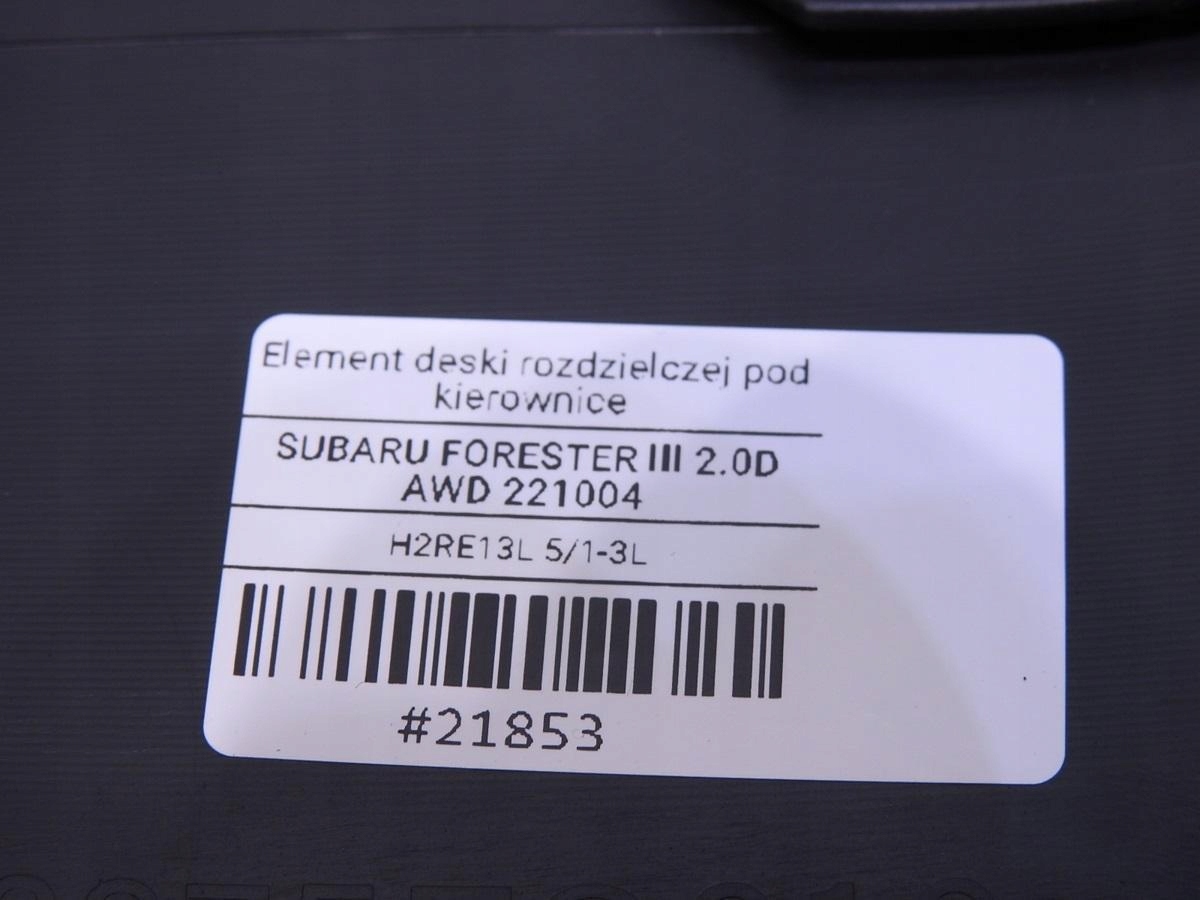 Element deski rozdzielczej pod
kierownice
SUBARU FORESTER III 2.0D
AWD 221004
H2RE13L 5/1-3L
#21853